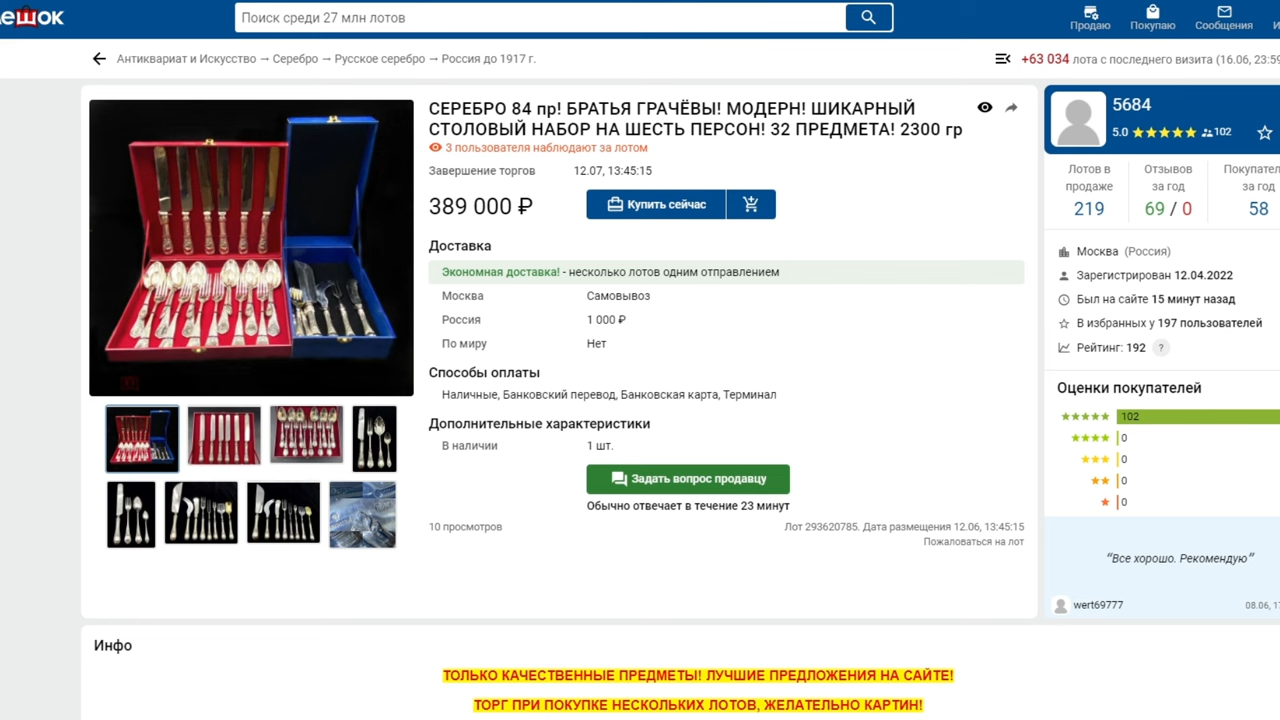 ешок
Поиск среди 27 млн лотов
Продаю
Покупаю
Сообщения
Антиквариат и Искусство → Серебро → Русское серебро → Россия до 1917 г.
+63 034 лота с последнего визита (16.06, 23:59
СЕРЕБРО 84 пр! БРАТЬЯ ГРАЧЁВЫ! МОДЕРН! ШИКАРНЫЙ
СТОЛОВЫЙ НАБОР НА ШЕСТЬ ПЕРСОН! 32 ПРЕДМЕТА! 2300 гр
3 пользователя наблюдают за лотом
Завершение торгов 12.07, 13:45:15
389 000 ₽
Купить сейчас
Доставка
Экономная доставка! - несколько лотов одним отправлением
Москва Самовывоз
Россия 1 000 ₽
По миру Нет
Способы оплаты
Наличные, Банковский перевод, Банковская карта, Терминал
Дополнительные характеристики
В наличии 1 шт.
Задать вопрос продавцу
Обычно отвечает в течение 23 минут
10 просмотров
Лот 293620785. Дата размещения 12.06, 13:45:15
Пожаловаться на лот
5684
5.0 ★★★★★ 102
Лотов в
продаже
219
Отзывов
за год
69 / 0
Покупател
за год
58
Москва (Россия)
Зарегистрирован 12.04.2022
Был на сайте 15 минут назад
В избранных у 197 пользователей
Рейтинг: 192 ?
Оценки покупателей
★★★★★ 102
★★★★ 0
★★★ 0
★★ 0
★ 0
“Все хорошо. Рекомендую”
wert69777
08.06, 1
Инфо
ТОЛЬКО КАЧЕСТВЕННЫЕ ПРЕДМЕТЫ! ЛУЧШИЕ ПРЕДЛОЖЕНИЯ НА САЙТЕ!
ТОРГ ПРИ ПОКУПКЕ НЕСКОЛЬКИХ ЛОТОВ, ЖЕЛАТЕЛЬНО КАРТИН!